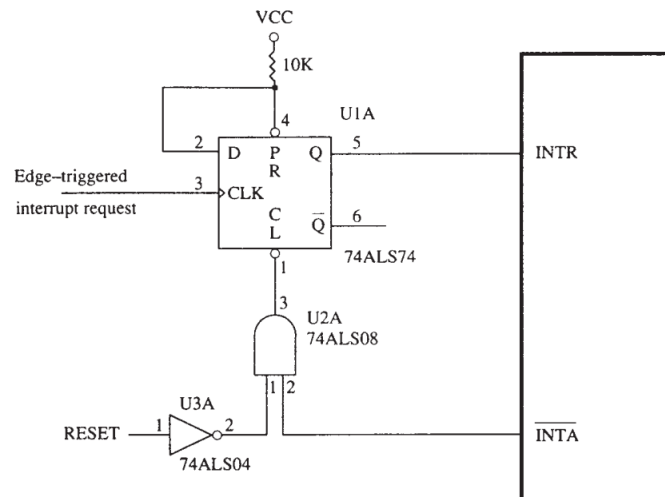 VCC
10K
4
U1A
2
D
P
R
Q
5
INTR
Edge–triggered
interrupt request
3
CLK
C
L
Q̅
6
1
74ALS74
3
U2A
74ALS08
1
2
U3A
RESET
1
2
74ALS04
I̅N̅T̅A̅